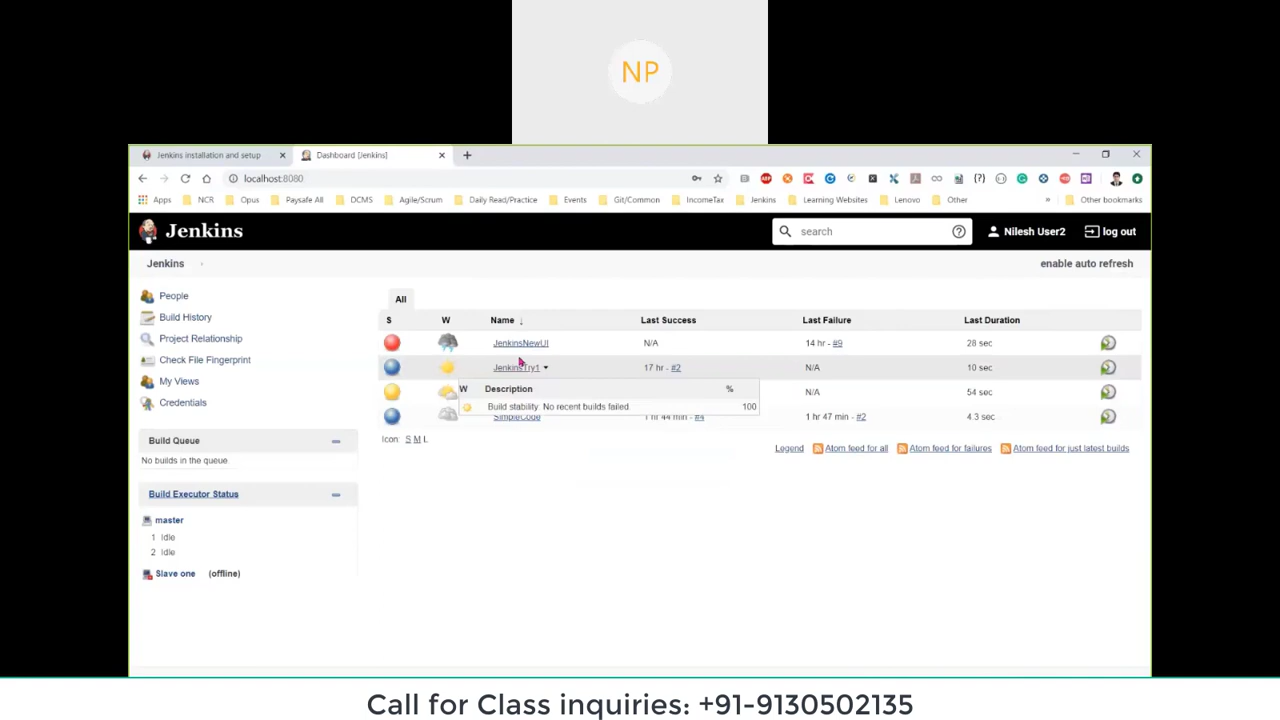 NP
Jenkins installation and setup
Dashboard [Jenkins]
localhost:8080
Apps NCR Opus Paysafe All DCMS Agile/Scrum Daily Read/Practice Events Git/Common IncomeTax Jenkins Learning Websites Lenovo Other » Other bookmarks
Jenkins search Nilesh User2 log out
Jenkins enable auto refresh
People
Build History
Project Relationship
Check File Fingerprint
My Views
Credentials
Build Queue
No builds in the queue.
Build Executor Status
master
1 Idle
2 Idle
Slave one (offline)
All
S W Name ↓ Last Success Last Failure Last Duration
JenkinsNewUI N/A 14 hr - #9 28 sec
JenkinsTry1 17 hr - #2 N/A 10 sec
W Description %
N/A 54 sec
Build stability: No recent builds failed. 100
SimpleCode 1 hr 44 min - #4 1 hr 47 min - #2 4.3 sec
Icon: S M L
Legend Atom feed for all Atom feed for failures Atom feed for just latest builds
Call for Class inquiries: +91-9130502135